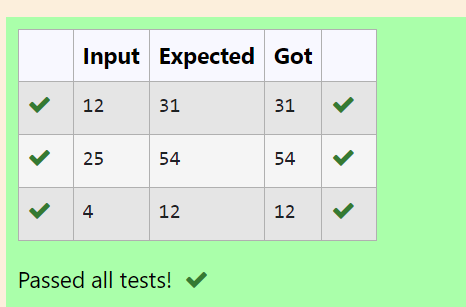 Input Expected Got
12 31 31
25 54 54
4 12 12
Passed all tests!